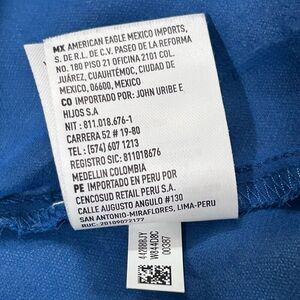 MX AMERICAN EAGLE MEXICO IMPORTS,
S. DE R.L. DE C.V. PASEO DE LA REFORMA
NO. 180 PISO 21 OFICINA 2101 COL.
JUÁREZ, CUAUHTÉMOC, CIUDAD DE
MEXICO, 06600, MEXICO
CO IMPORTADO POR: JOHN URIBE E
HIJOS S.A
NIT : 811.018.676-1
CARRERA 52 # 19-80
TEL: (574) 607 1213
REGISTRO SIC: 811018676
MEDELLIN COLOMBIA
PE IMPORTADO EN PERU POR
CENCOSUD RETAIL PERU S.A.
CALLE AUGUSTO ANGULO #130
SAN ANTONIO-MIRAFLORES, LIMA-PERU
RUC: 20109072177
00387